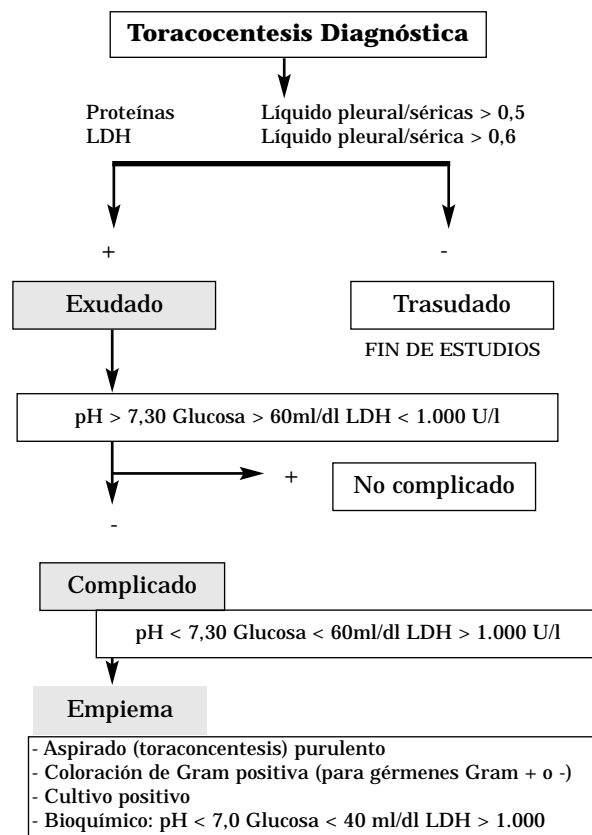 Toracocentesis Diagnóstica
Proteínas Líquido pleural/séricas > 0,5
LDH Líquido pleural/sérica > 0,6
+ -
Exudado Trasudado
FIN DE ESTUDIOS
pH > 7,30 Glucosa > 60ml/dl LDH < 1.000 U/l
+ No complicado
-
Complicado
pH < 7,30 Glucosa < 60ml/dl LDH > 1.000 U/l
Empiema
- Aspirado (toraconcentesis) purulento
- Coloración de Gram positiva (para gérmenes Gram + o -)
- Cultivo positivo
- Bioquímico: pH < 7,0 Glucosa < 40 ml/dl LDH > 1.000